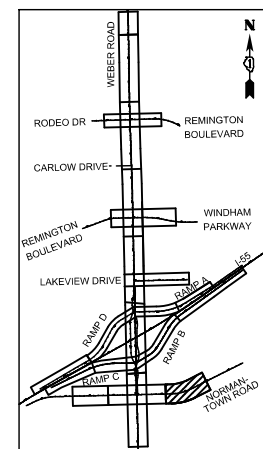 WEBER ROAD
1
RODEO DR
REMINGTON
BOULEVARD
CARLOW DRIVE
REMINGTON
BOULEVARD
WINDHAM
PARKWAY
I-55
LAKEVIEW DRIVE
RAMP A
RAMP D
RAMP B
RAMP C
NORMAN-
TOWN ROAD